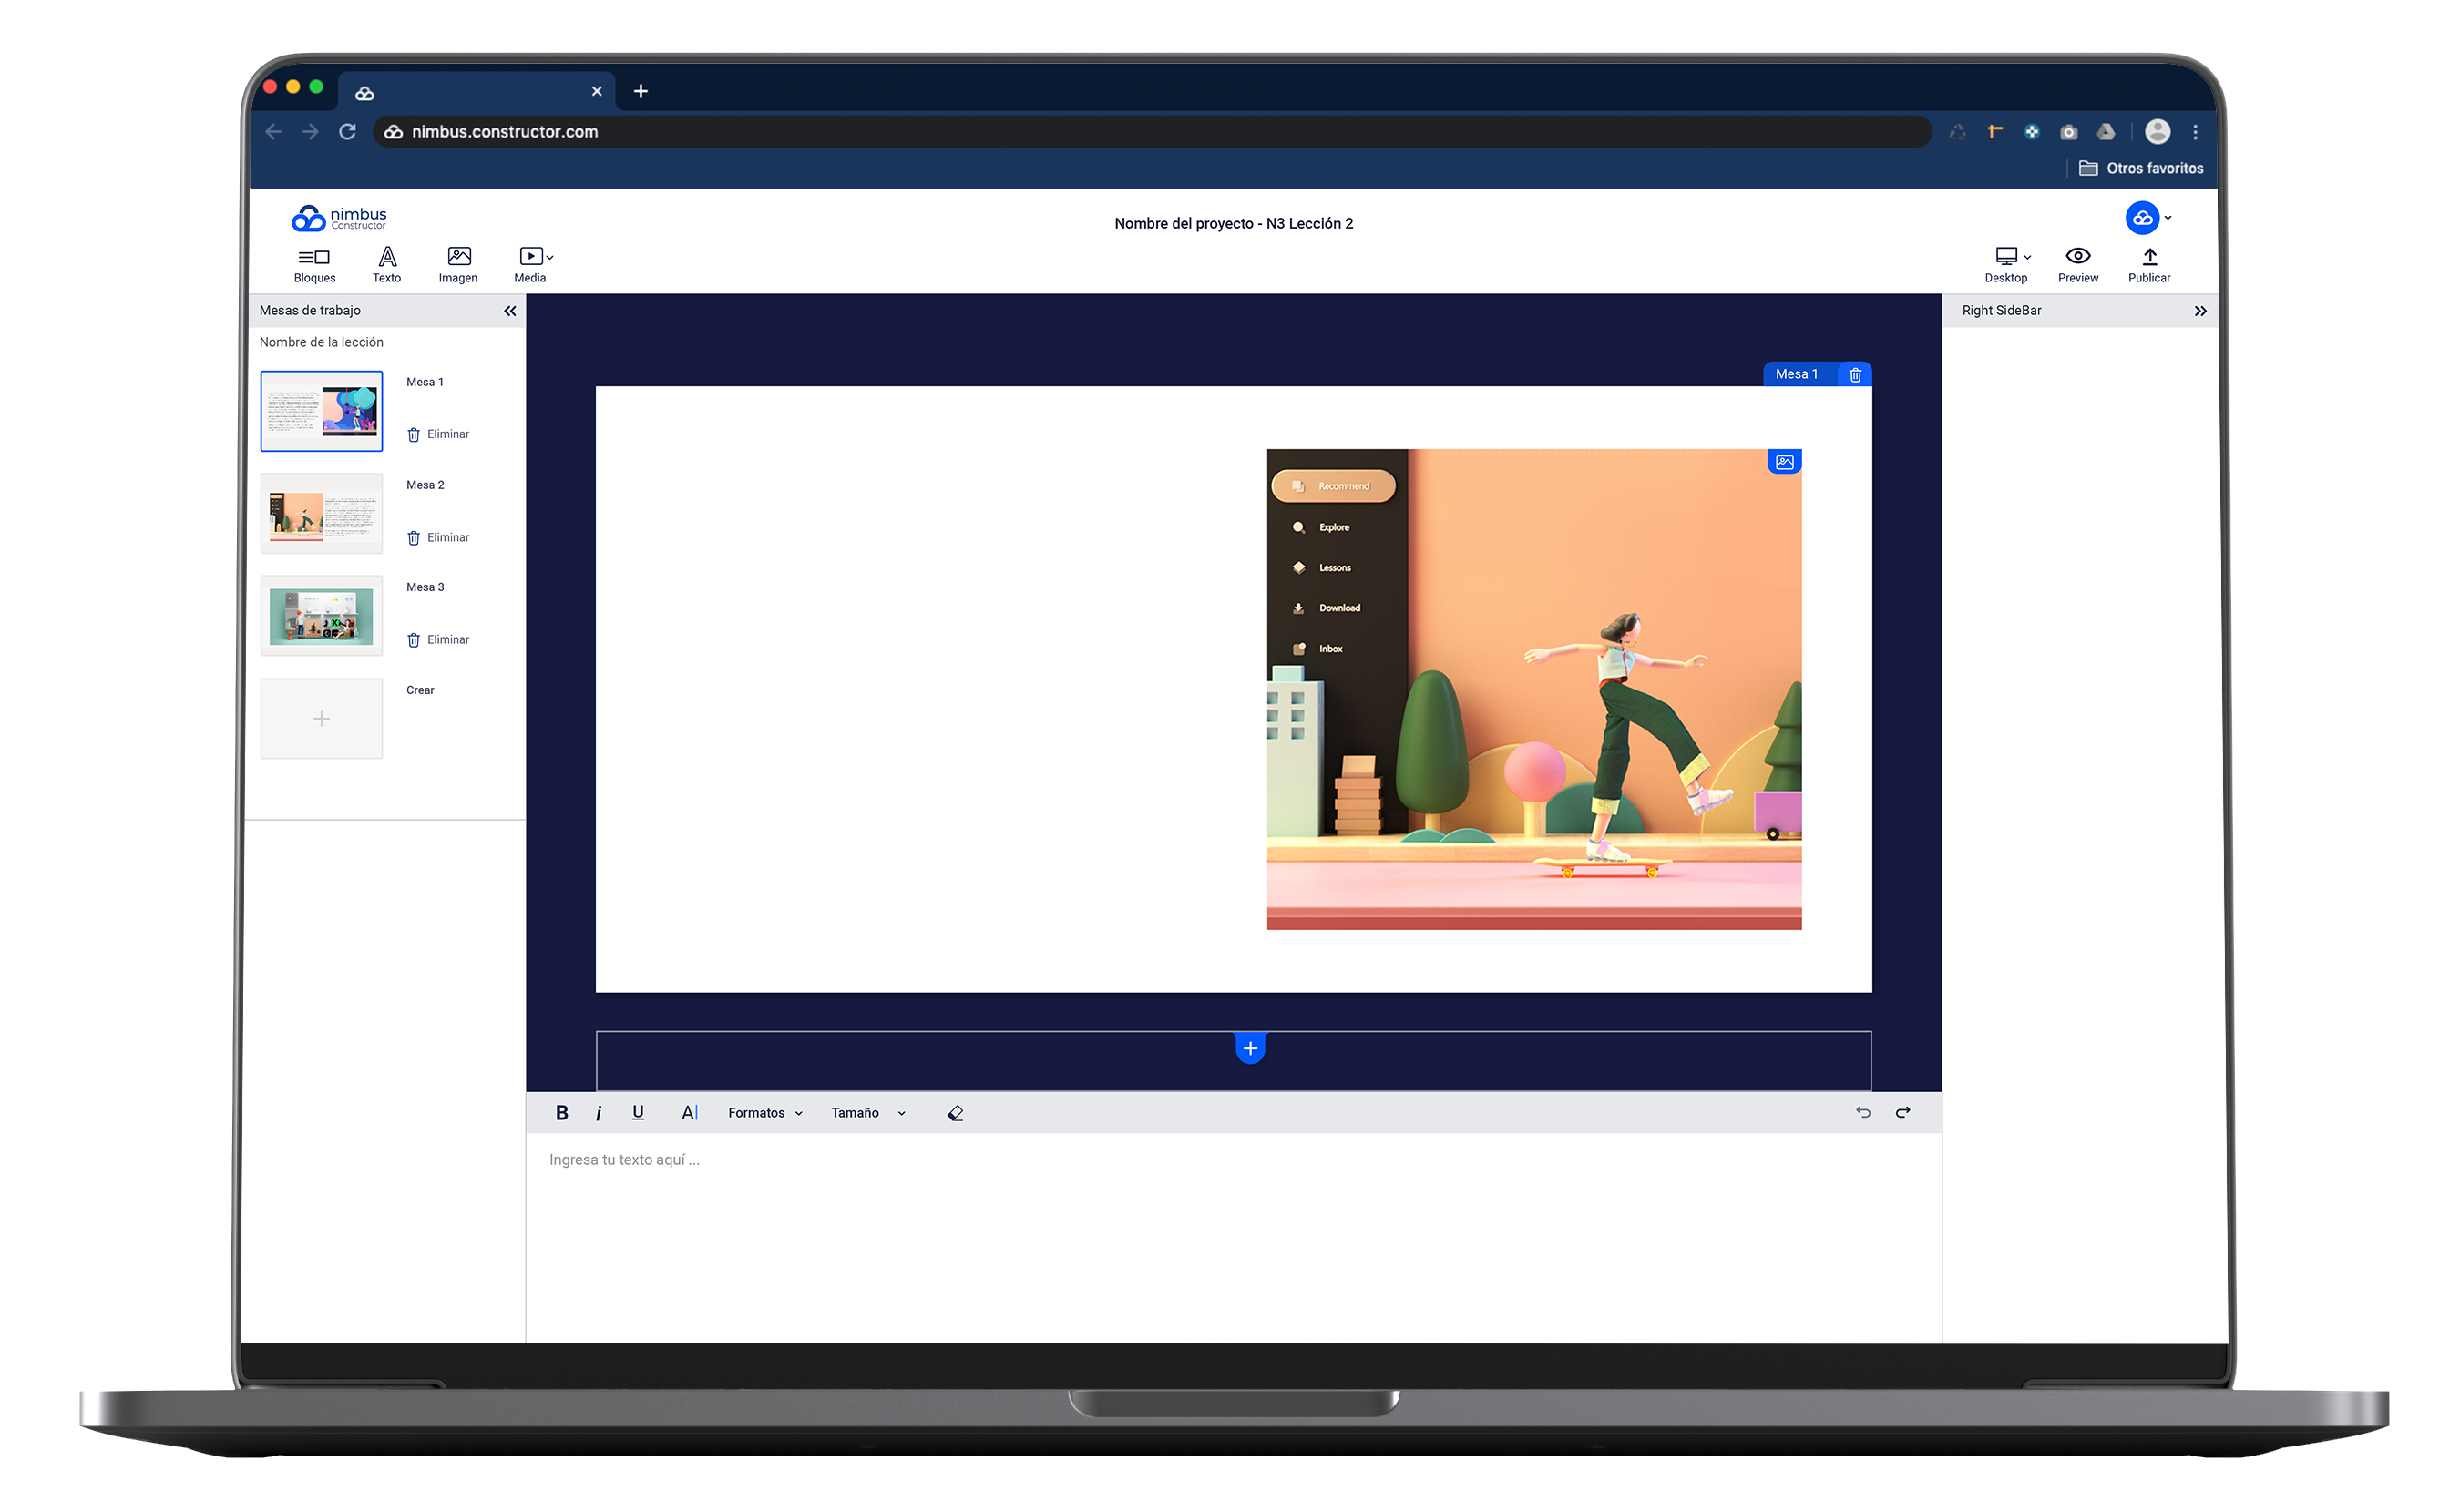 nimbus.constructor.com
Otros favoritos
nimbus
Constructor
Nombre del proyecto - N3 Lección 2
Bloques
Texto
Imagen
Media
Desktop
Preview
Publicar
Mesas de trabajo
Right SideBar
Nombre de la lección
Mesa 1
Eliminar
Mesa 2
Eliminar
Mesa 3
Eliminar
Crear
Mesa 1
Recommend
Explore
Lessons
Download
Inbox
B i U A Formatos Tamaño
Ingresa tu texto aquí ...